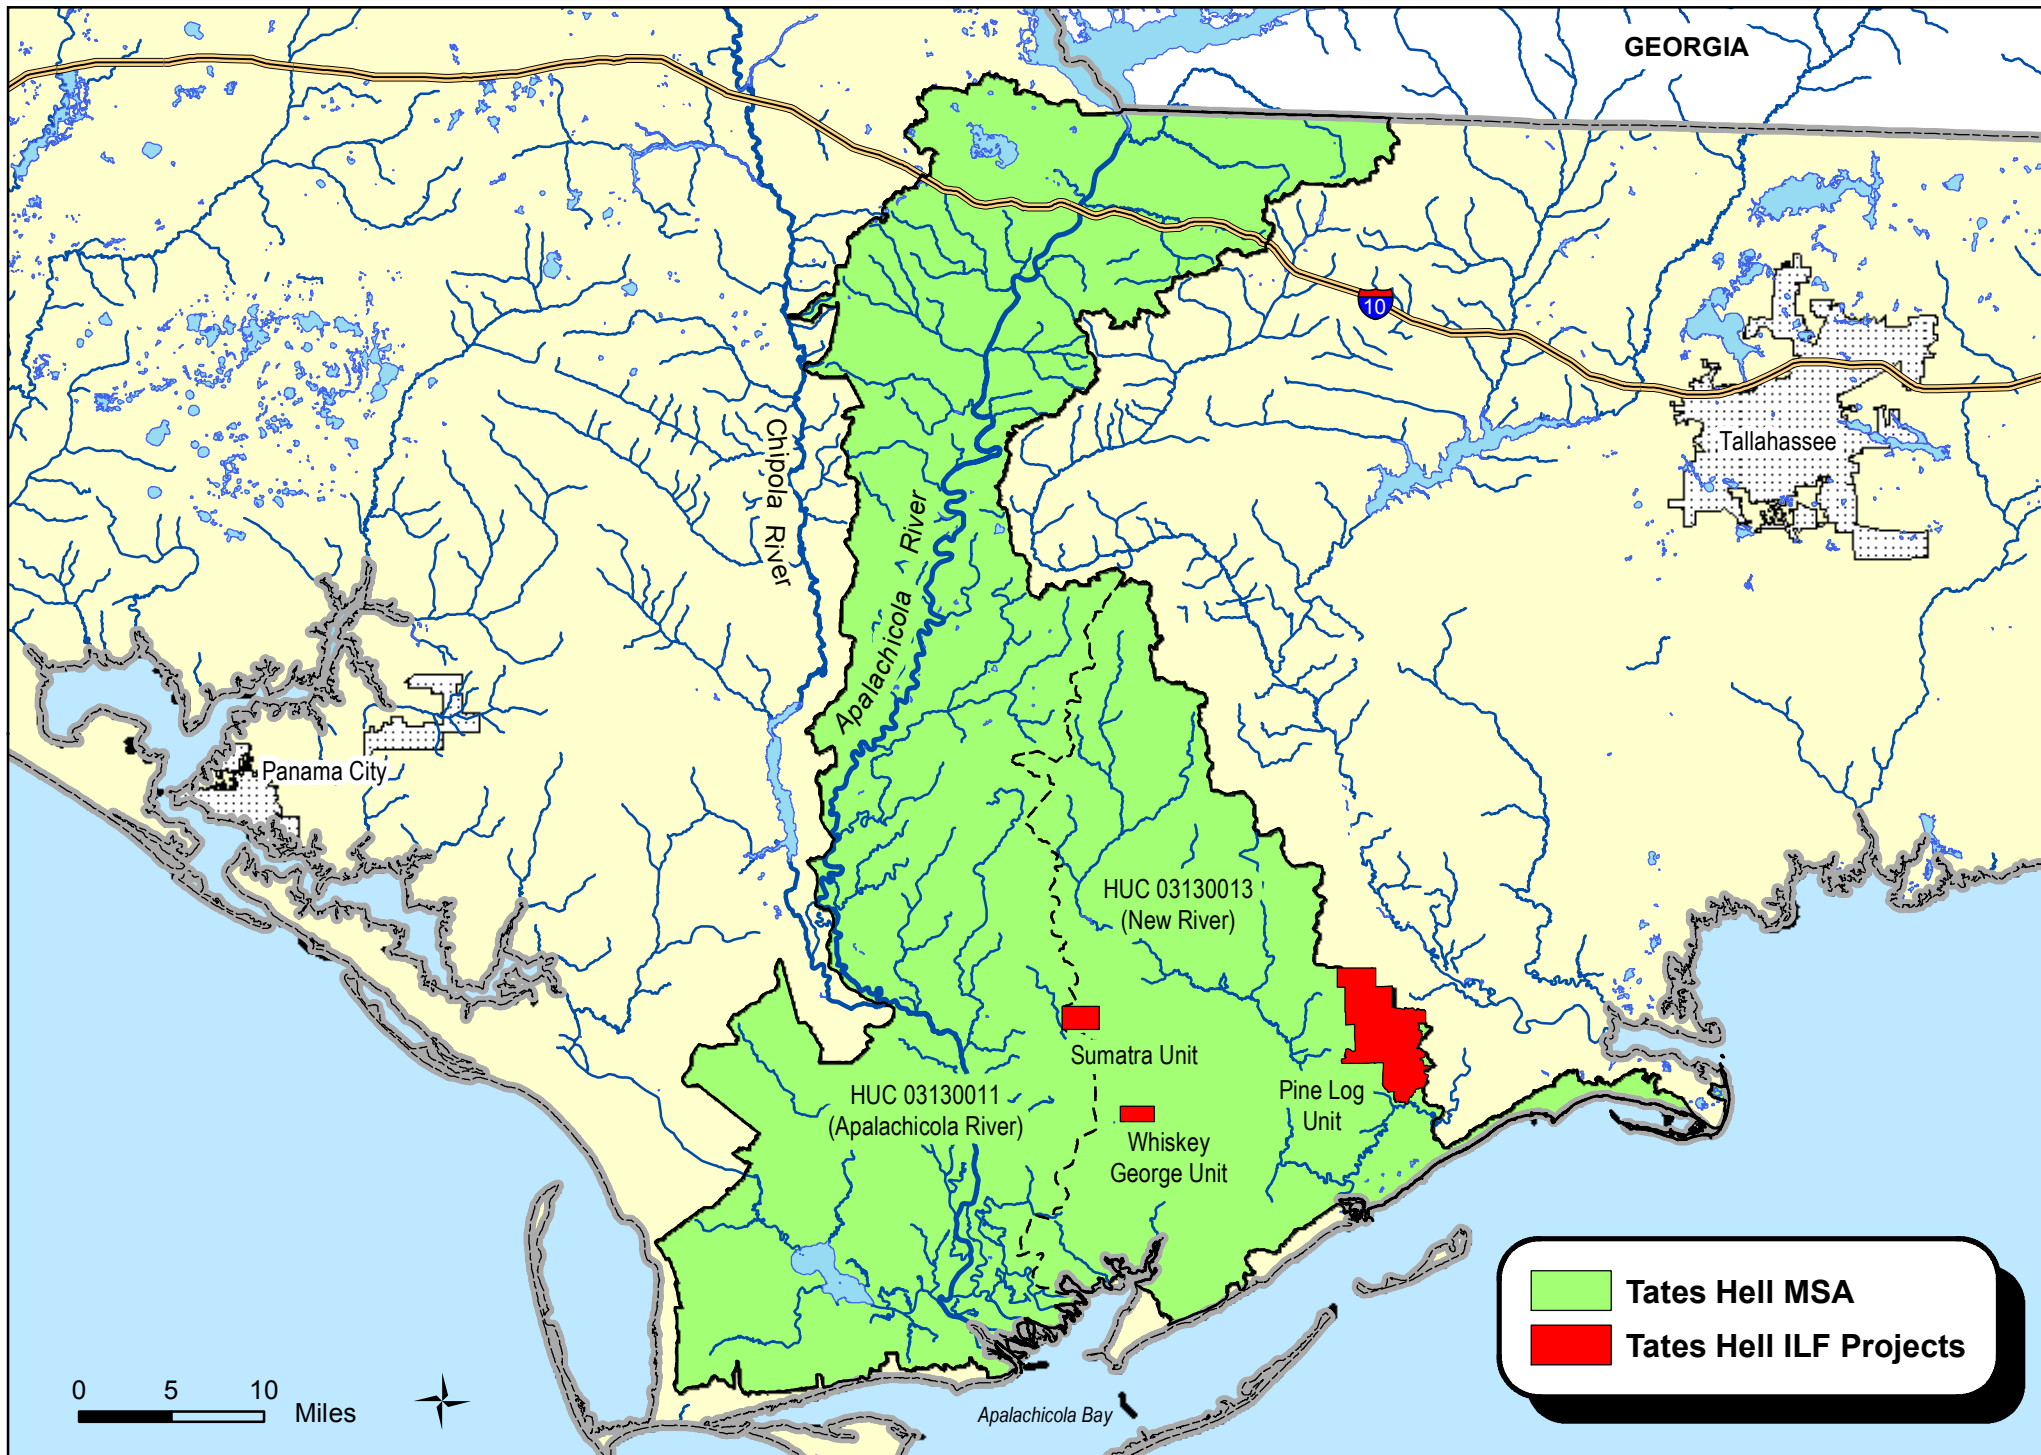 GEORGIA
10
Tallahassee
Chipola River
Apalachicola River
Panama City
HUC 03130013
(New River)
Sumatra Unit
HUC 03130011
(Apalachicola River)
Pine Log
Unit
Whiskey
George Unit
Tates Hell MSA
Tates Hell ILF Projects
0 5 10
Miles
Apalachicola Bay